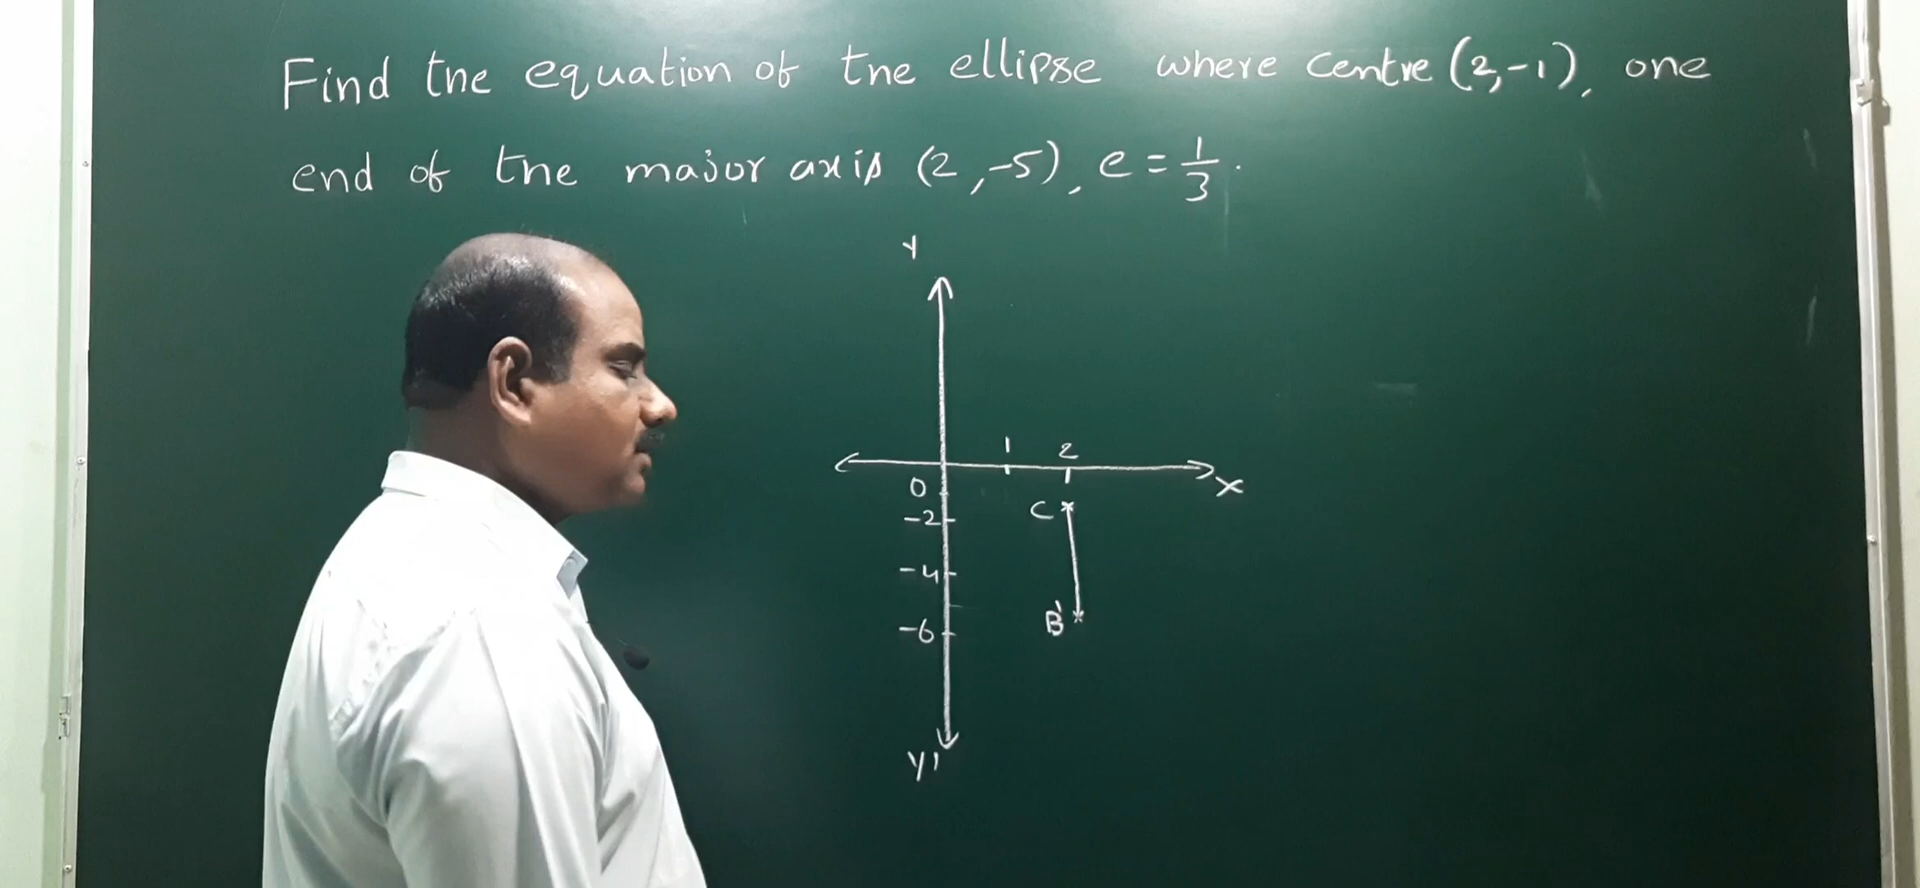 Find the equation of the ellipse where centre (2,-1), one
end of the major axis (2,-5), e = 1/3.
Y
1 2
0 X
C
-2
-4
B'
-6
Y'